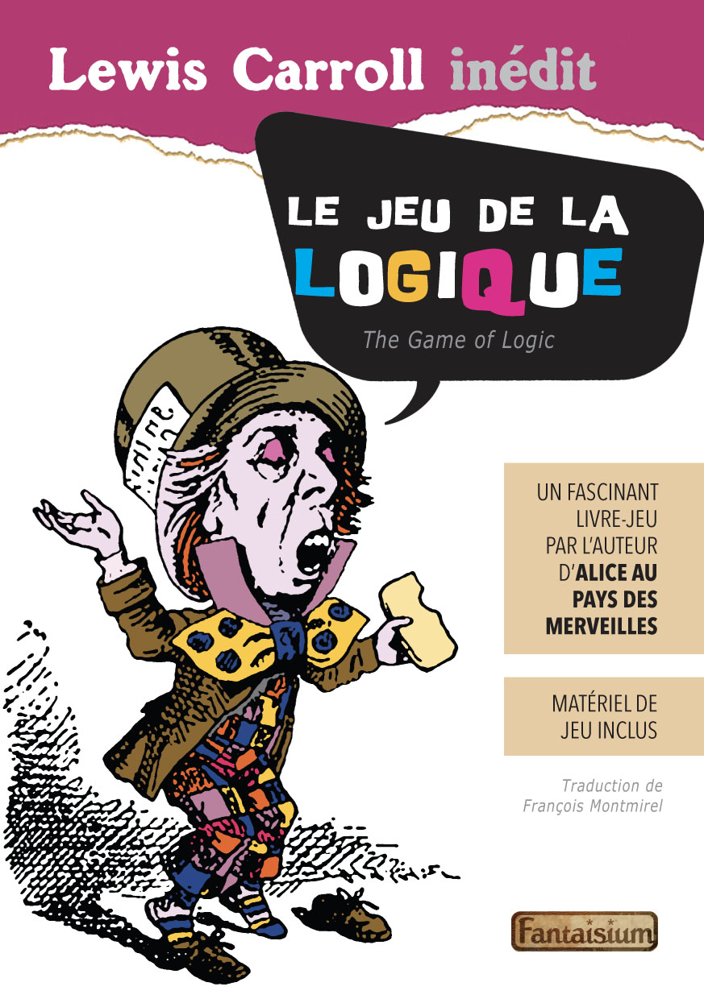 Lewis Carroll inédit
LE JEU DE LA
LOGIQUE
The Game of Logic
UN FASCINANT
LIVRE-JEU
PAR L'AUTEUR
D'ALICE AU
PAYS DES
MERVEILLES
MATÉRIEL DE
JEU INCLUS
Traduction de
François Montmirel
Fantaisium